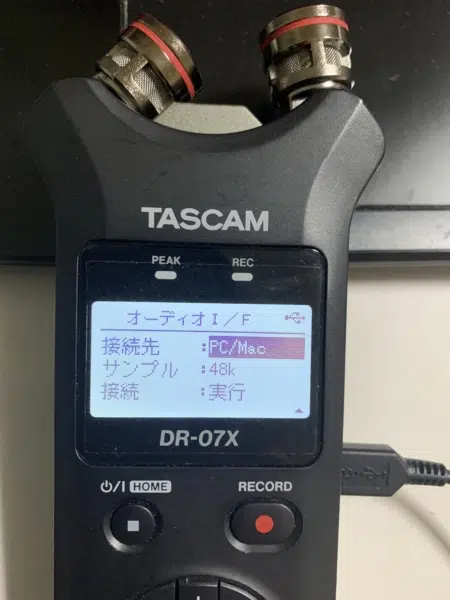 TASCAM
PEAK REC
オーディオI/F
接続先 :PC/Mac
サンプル :48k
接続 :実行
DR-07X
⏻/I HOME RECORD